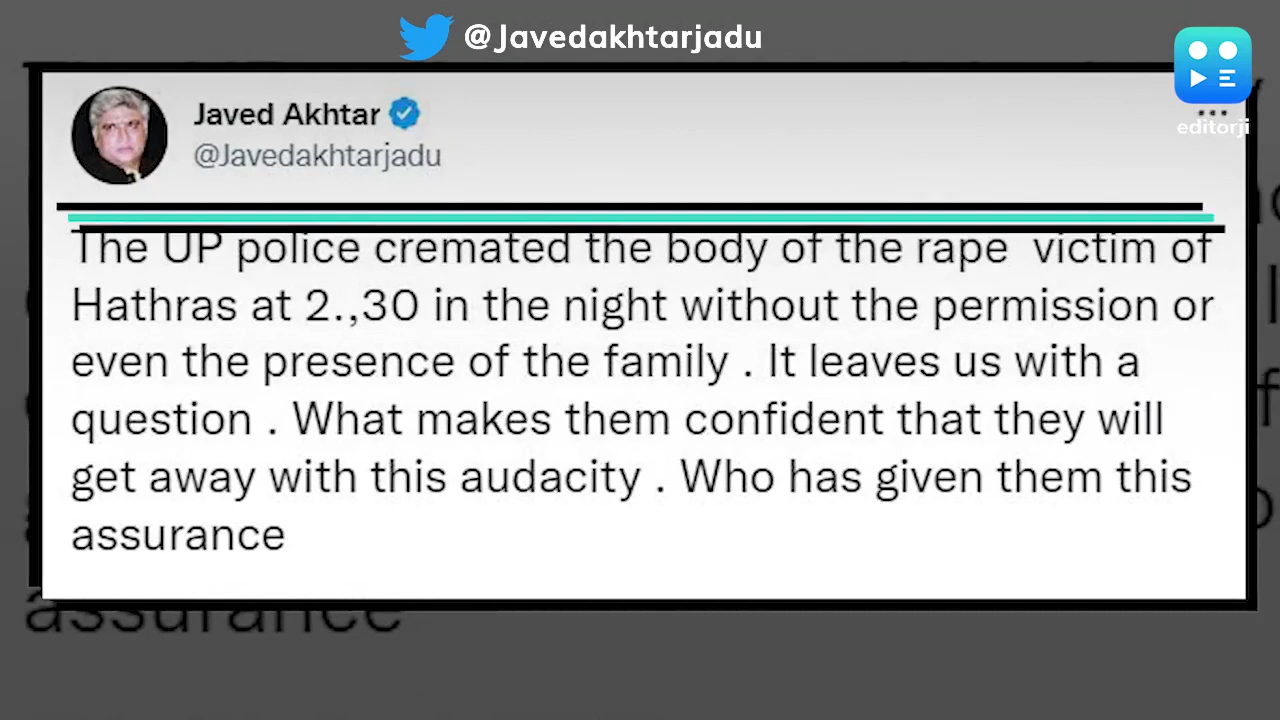 @Javedakhtarjadu
editorji
Javed Akhtar
@Javedakhtarjadu
The UP police cremated the body of the rape victim of
Hathras at 2.,30 in the night without the permission or
even the presence of the family . It leaves us with a
question . What makes them confident that they will
get away with this audacity . Who has given them this
assurance
assurance